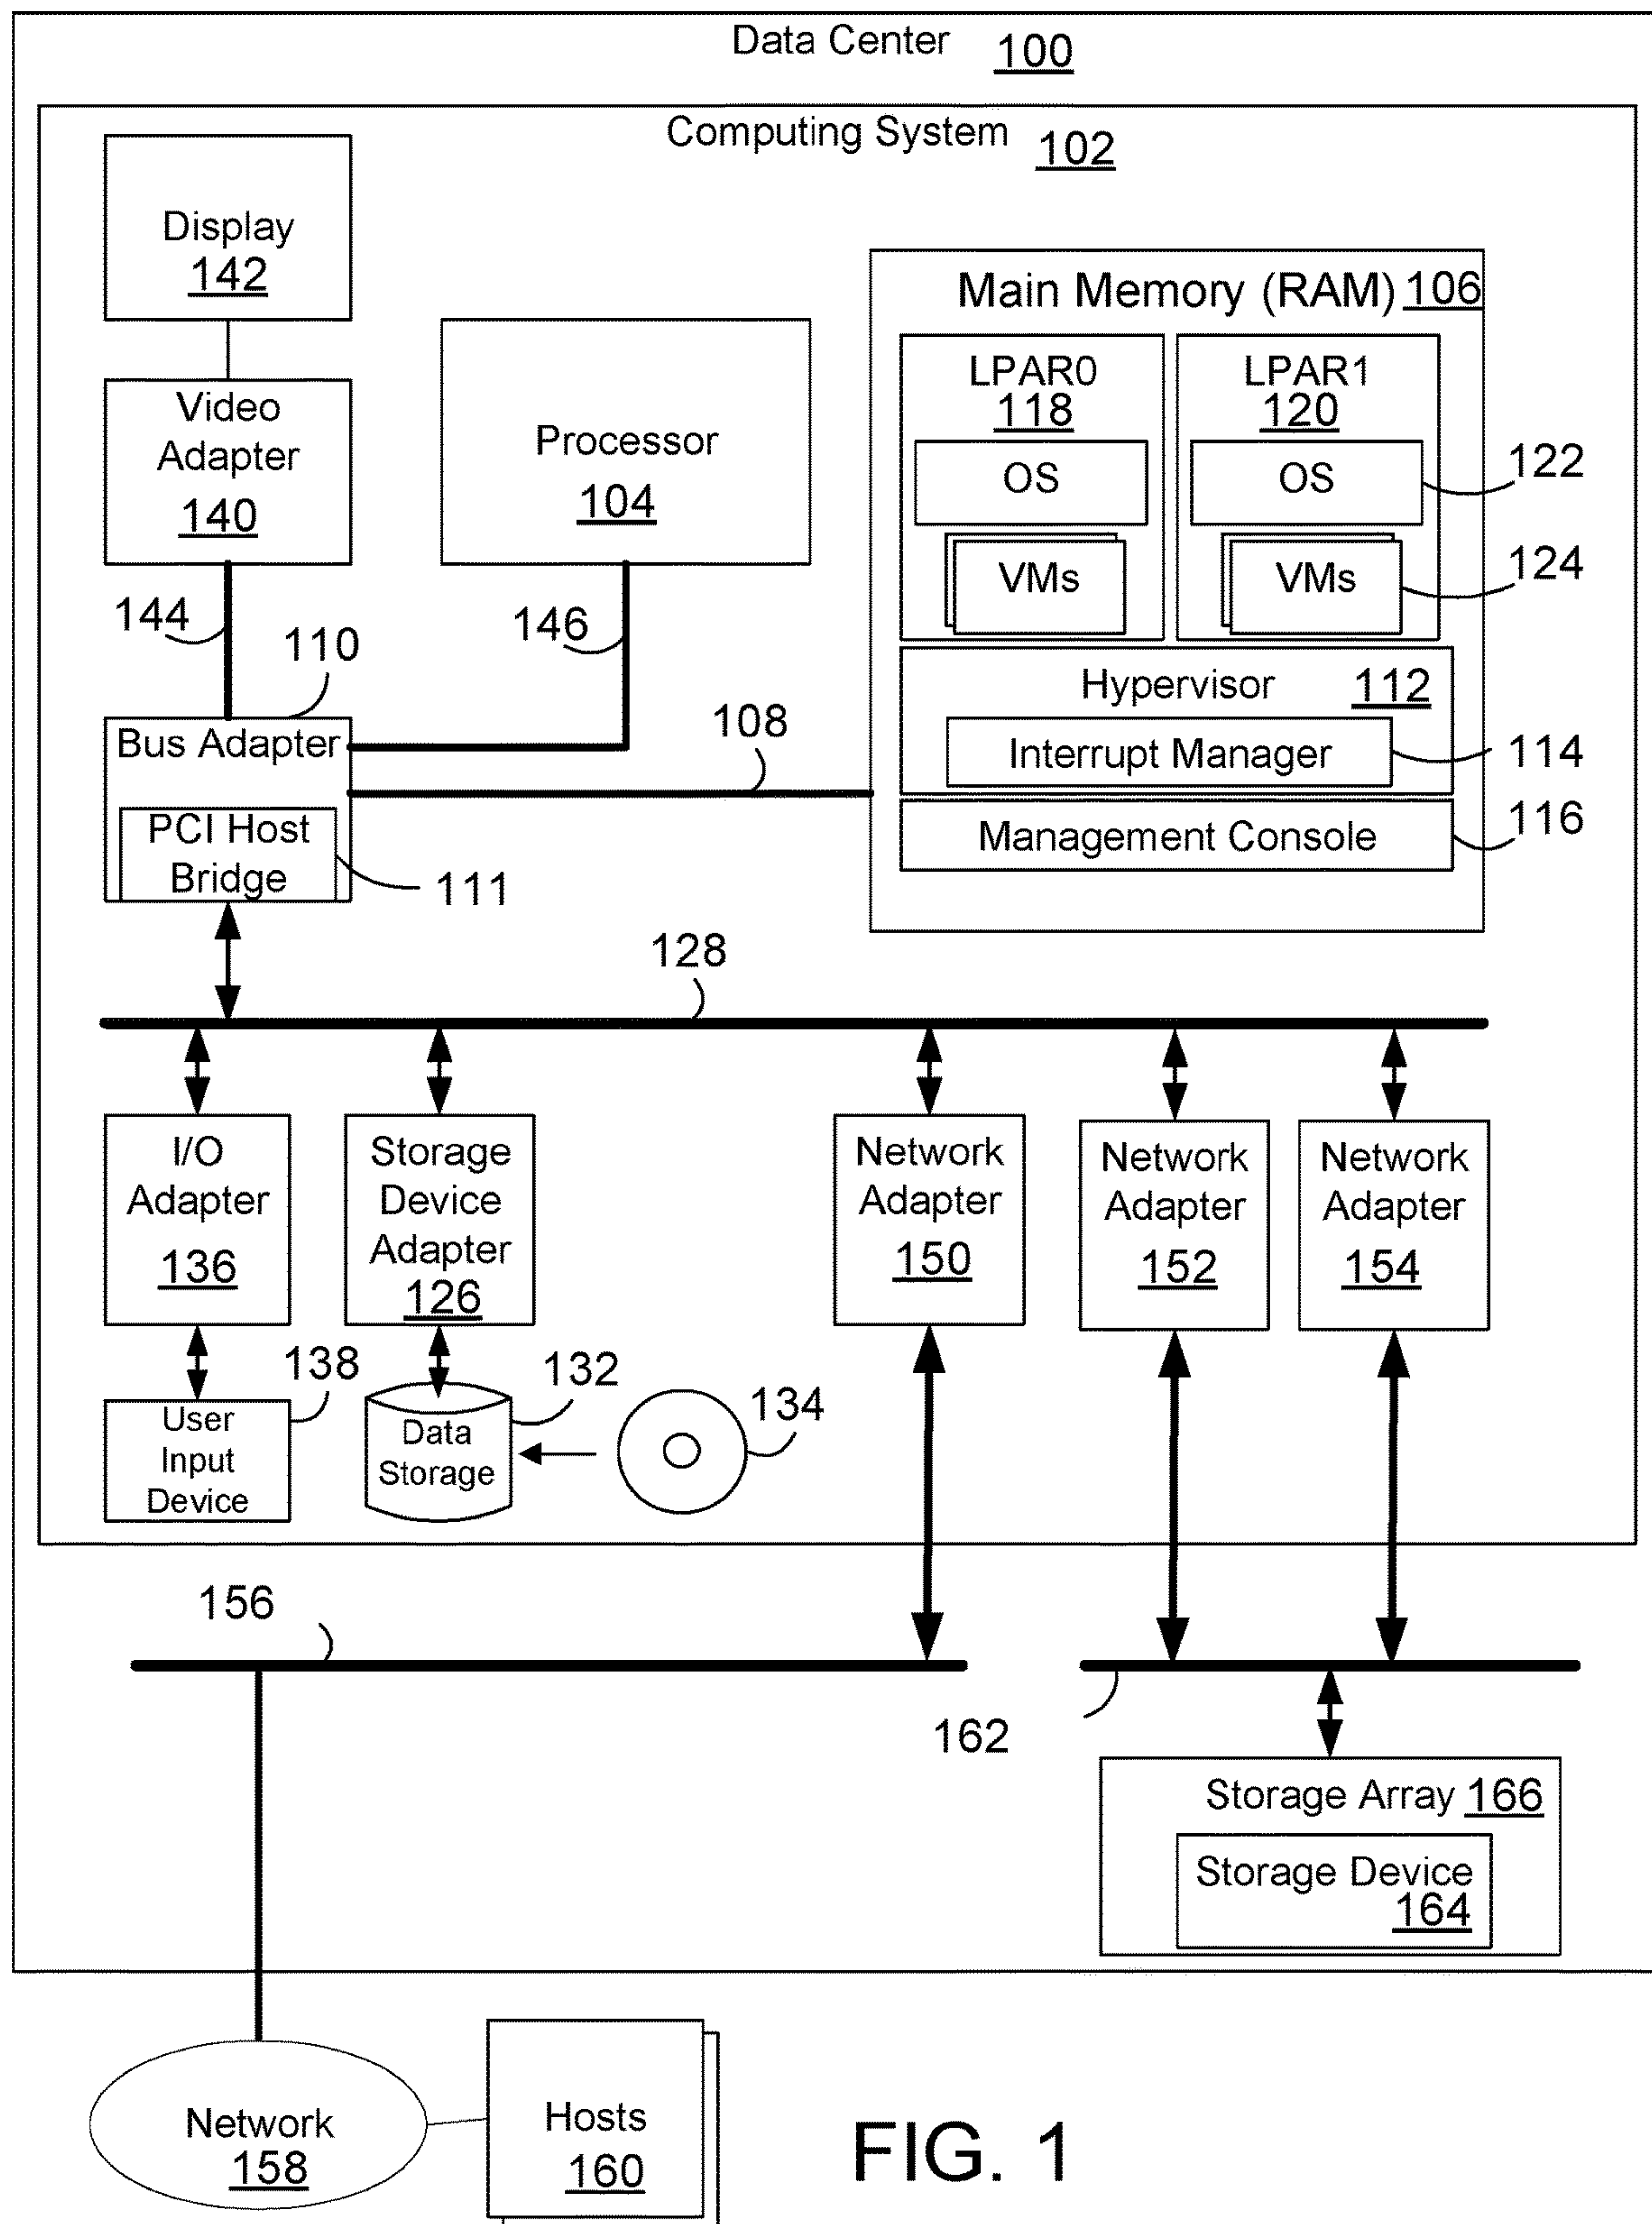 Data Center 100
Computing System 102
Display
142
Main Memory (RAM) 106
LPAR0
118
LPAR1
120
Video
Adapter
140
Processor
104
OS
OS
122
VMs
VMs
124
144
146
110
Hypervisor 112
Bus Adapter
108
Interrupt Manager
114
PCI Host
Bridge
111
Management Console
116
128
I/O
Adapter
136
Storage
Device
Adapter
126
Network
Adapter
150
Network
Adapter
152
Network
Adapter
154
138
132
134
User
Input
Device
Data
Storage
156
162
Storage Array 166
Storage Device
164
Network
158
Hosts
160
FIG. 1